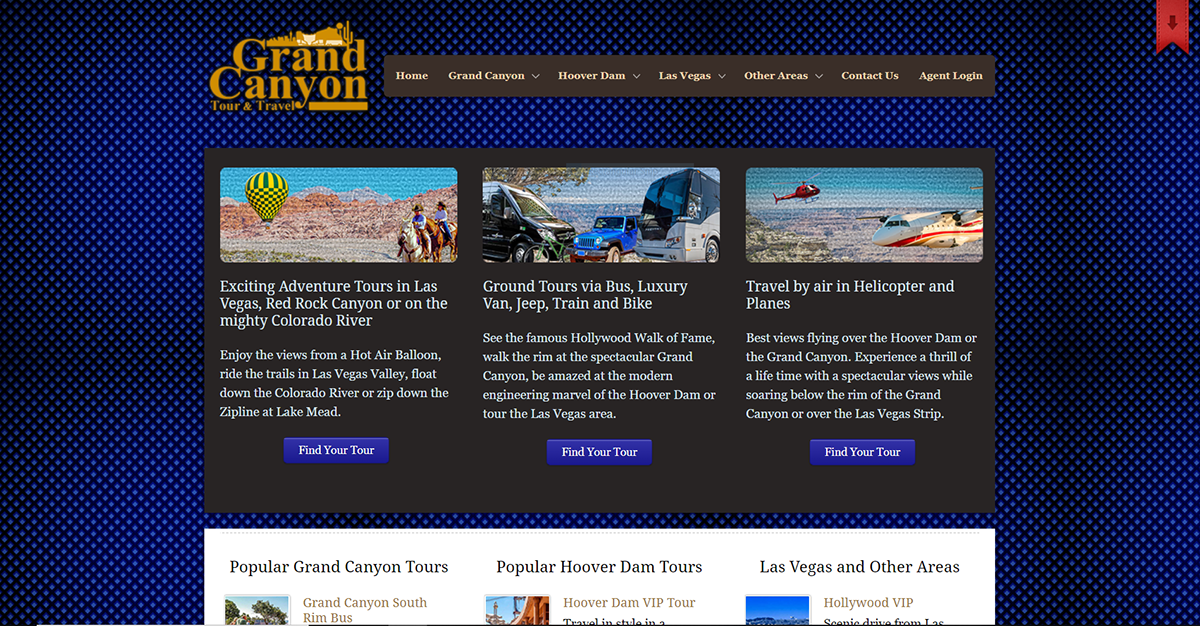 Grand
Canyon
Tour & Travel
Home Grand Canyon Hoover Dam Las Vegas Other Areas Contact Us Agent Login
Exciting Adventure Tours in Las
Vegas, Red Rock Canyon or on the
mighty Colorado River
Enjoy the views from a Hot Air Balloon,
ride the trails in Las Vegas Valley, float
down the Colorado River or zip down the
Zipline at Lake Mead.
Find Your Tour
Ground Tours via Bus, Luxury
Van, Jeep, Train and Bike
See the famous Hollywood Walk of Fame,
walk the rim at the spectacular Grand
Canyon, be amazed at the modern
engineering marvel of the Hoover Dam or
tour the Las Vegas area.
Find Your Tour
Travel by air in Helicopter and
Planes
Best views flying over the Hoover Dam or
the Grand Canyon. Experience a thrill of
a life time with a spectacular views while
soaring below the rim of the Grand
Canyon or over the Las Vegas Strip.
Find Your Tour
Popular Grand Canyon Tours
Grand Canyon South
Rim Bus
Popular Hoover Dam Tours
Hoover Dam VIP Tour
Travel in style in a
Las Vegas and Other Areas
Hollywood VIP
Scenic drive from Las